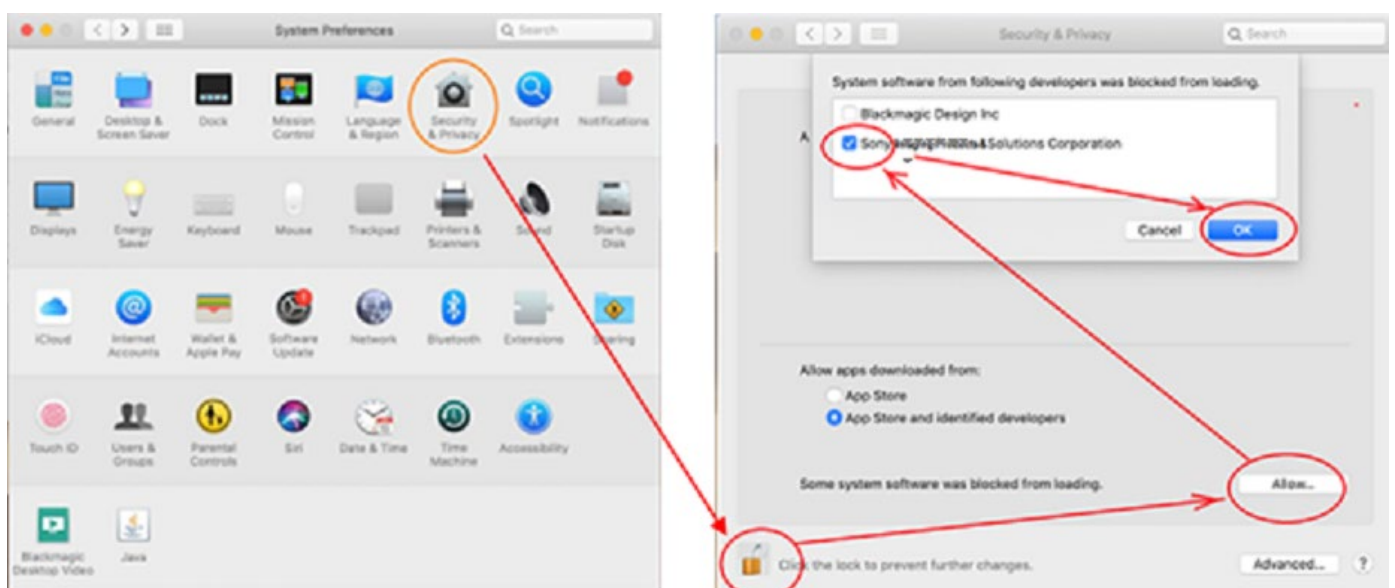 System Preferences
Search
General
Desktop &
Screen Saver
Dock
Mission
Control
Language
& Region
Security
& Privacy
Spotlight
Notifications
Displays
Energy
Saver
Keyboard
Mouse
Trackpad
Printers &
Scanners
Sound
Startup
Disk
iCloud
Internet
Accounts
Wallet &
Apple Pay
Software
Update
Network
Bluetooth
Extensions
Sharing
Touch ID
Users &
Groups
Parental
Controls
Siri
Date & Time
Time
Machine
Accessibility
Blackmagic
Desktop Video
Java
Security & Privacy
Search
System software from following developers was blocked from loading.
Blackmagic Design Inc
A
Sony Solutions Corporation
Cancel
OK
Allow apps downloaded from:
App Store
App Store and identified developers
Some system software was blocked from loading.
Allow...
Click the lock to prevent further changes.
Advanced...
?